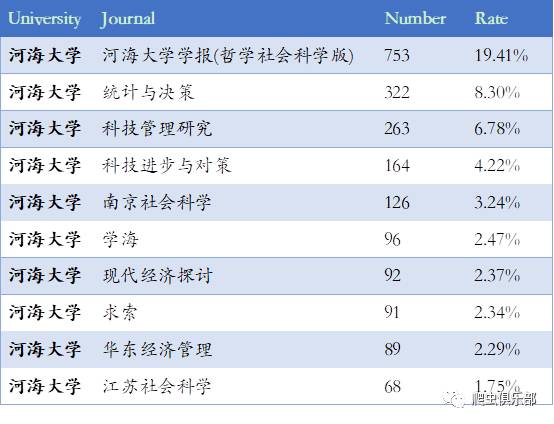 University Journal Number Rate
河海大学 河海大学学报(哲学社会科学版) 753 19.41%
河海大学 统计与决策 322 8.30%
河海大学 科技管理研究 263 6.78%
河海大学 科技进步与对策 164 4.22%
河海大学 南京社会科学 126 3.24%
河海大学 学海 96 2.47%
河海大学 现代经济探讨 92 2.37%
河海大学 求索 91 2.34%
河海大学 华东经济管理 89 2.29%
河海大学 江苏社会科学 68 1.75%
爬虫俱乐部